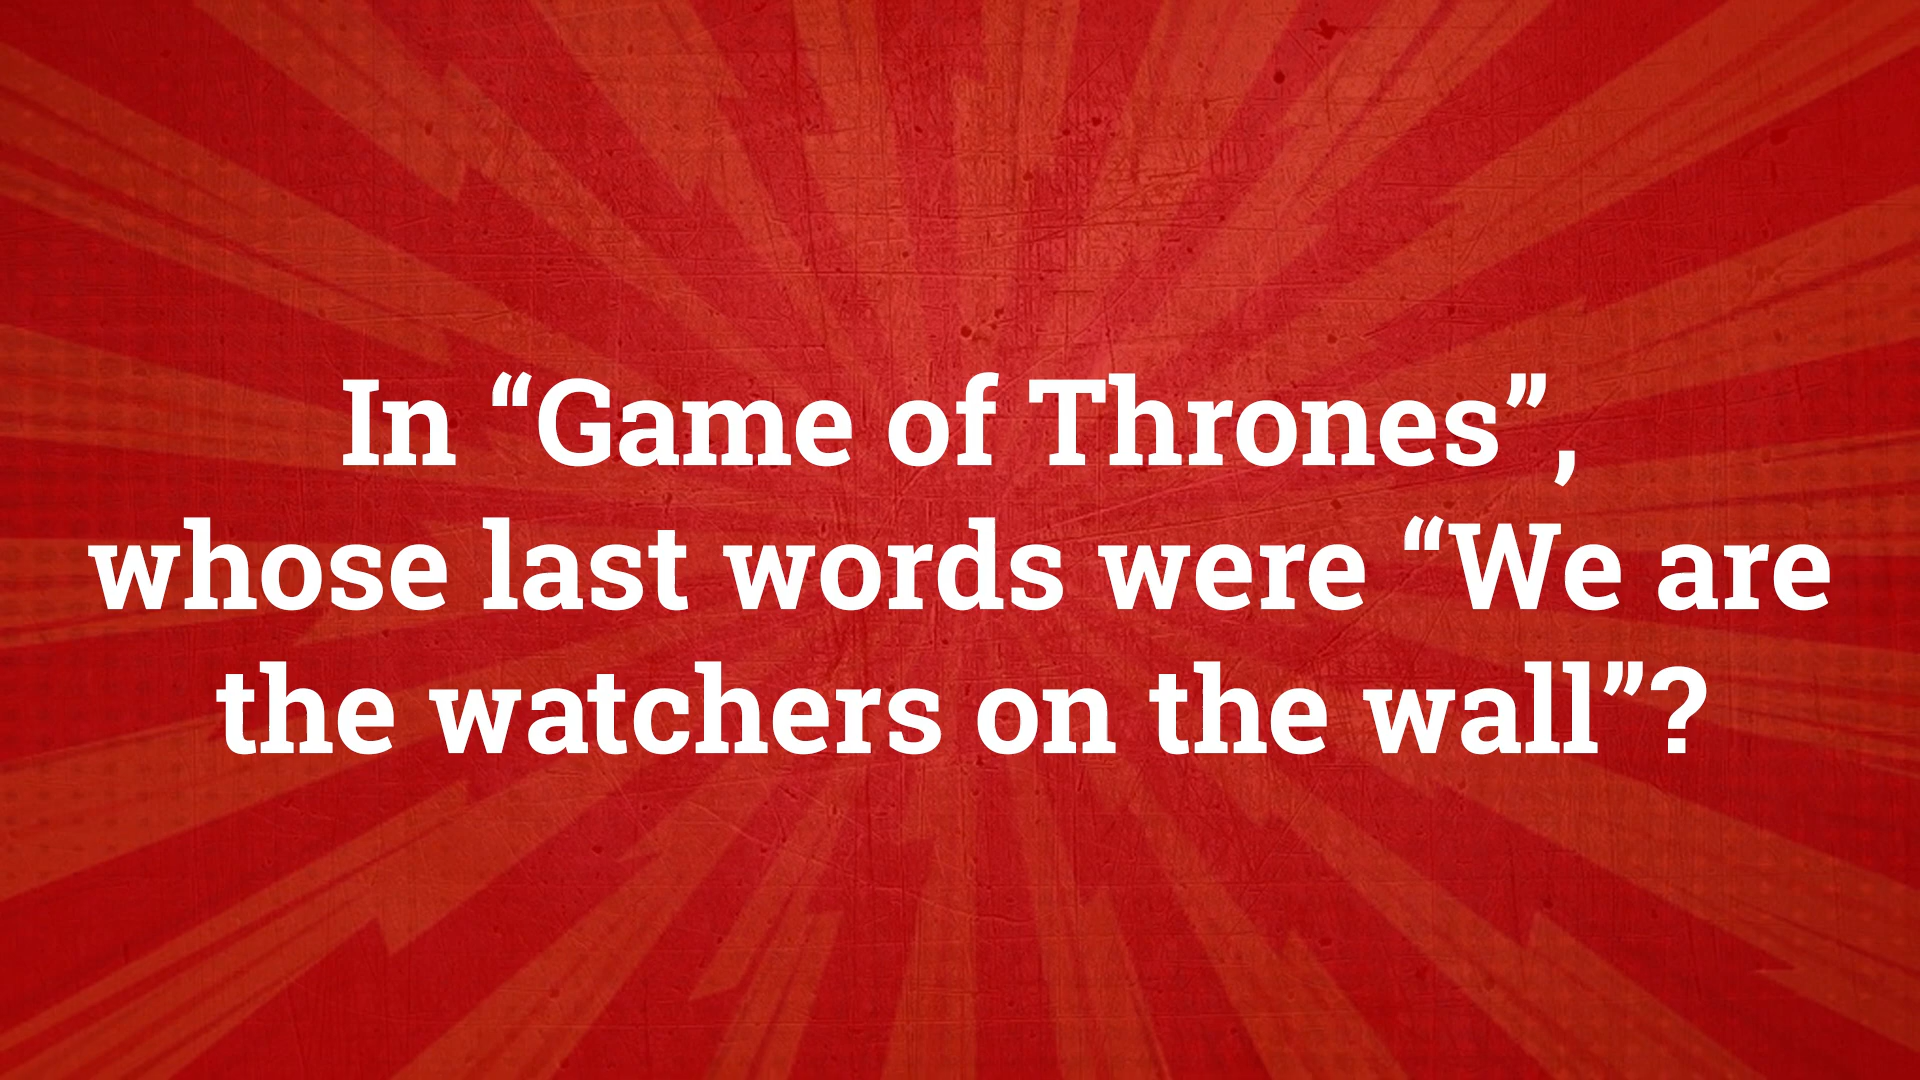 In “Game of Thrones”,
whose last words were “We are
the watchers on the wall”?